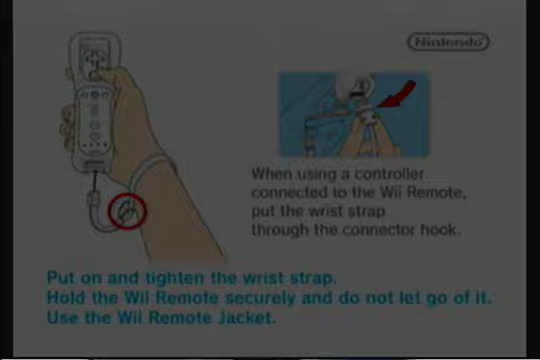 Nintendo
When using a controller
connected to the Wii Remote,
put the wrist strap
through the connector hook.
Put on and tighten the wrist strap.
Hold the Wii Remote securely and do not let go of it.
Use the Wii Remote Jacket.